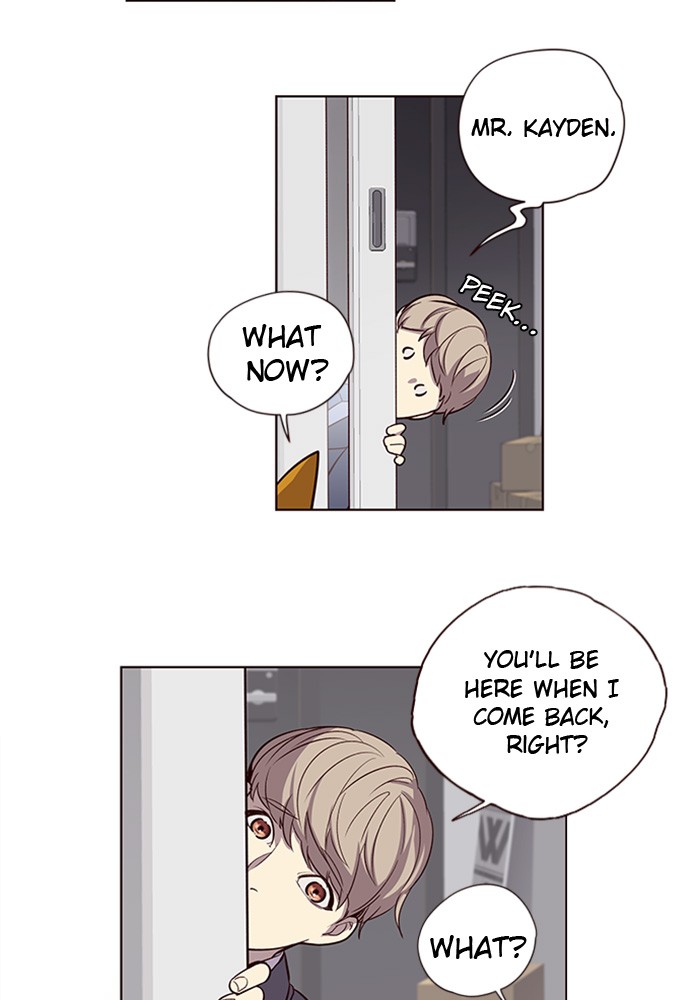 MR. KAYDEN.
PEEK...
WHAT
NOW?
YOU'LL BE
HERE WHEN I
COME BACK,
RIGHT?
W
WHAT?